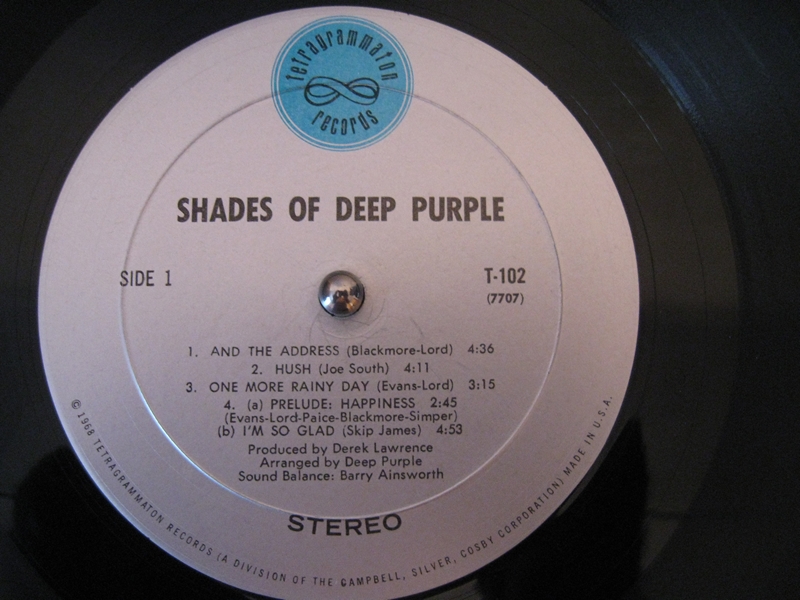 tetragrammaton
records
SHADES OF DEEP PURPLE
SIDE 1
T-102
(7707)
1. AND THE ADDRESS (Blackmore-Lord) 4:36
2. HUSH (Joe South) 4:11
3. ONE MORE RAINY DAY (Evans-Lord) 3:15
4. (a) PRELUDE: HAPPINESS 2:45
(Evans-Lord-Paice-Blackmore-Simper)
(b) I'M SO GLAD (Skip James) 4:53
Produced by Derek Lawrence
Arranged by Deep Purple
Sound Balance: Barry Ainsworth
STEREO
© 1968 TETRAGRAMMATON RECORDS (A DIVISION OF THE CAMPBELL, SILVER, COSBY CORPORATION) MADE IN U.S.A.